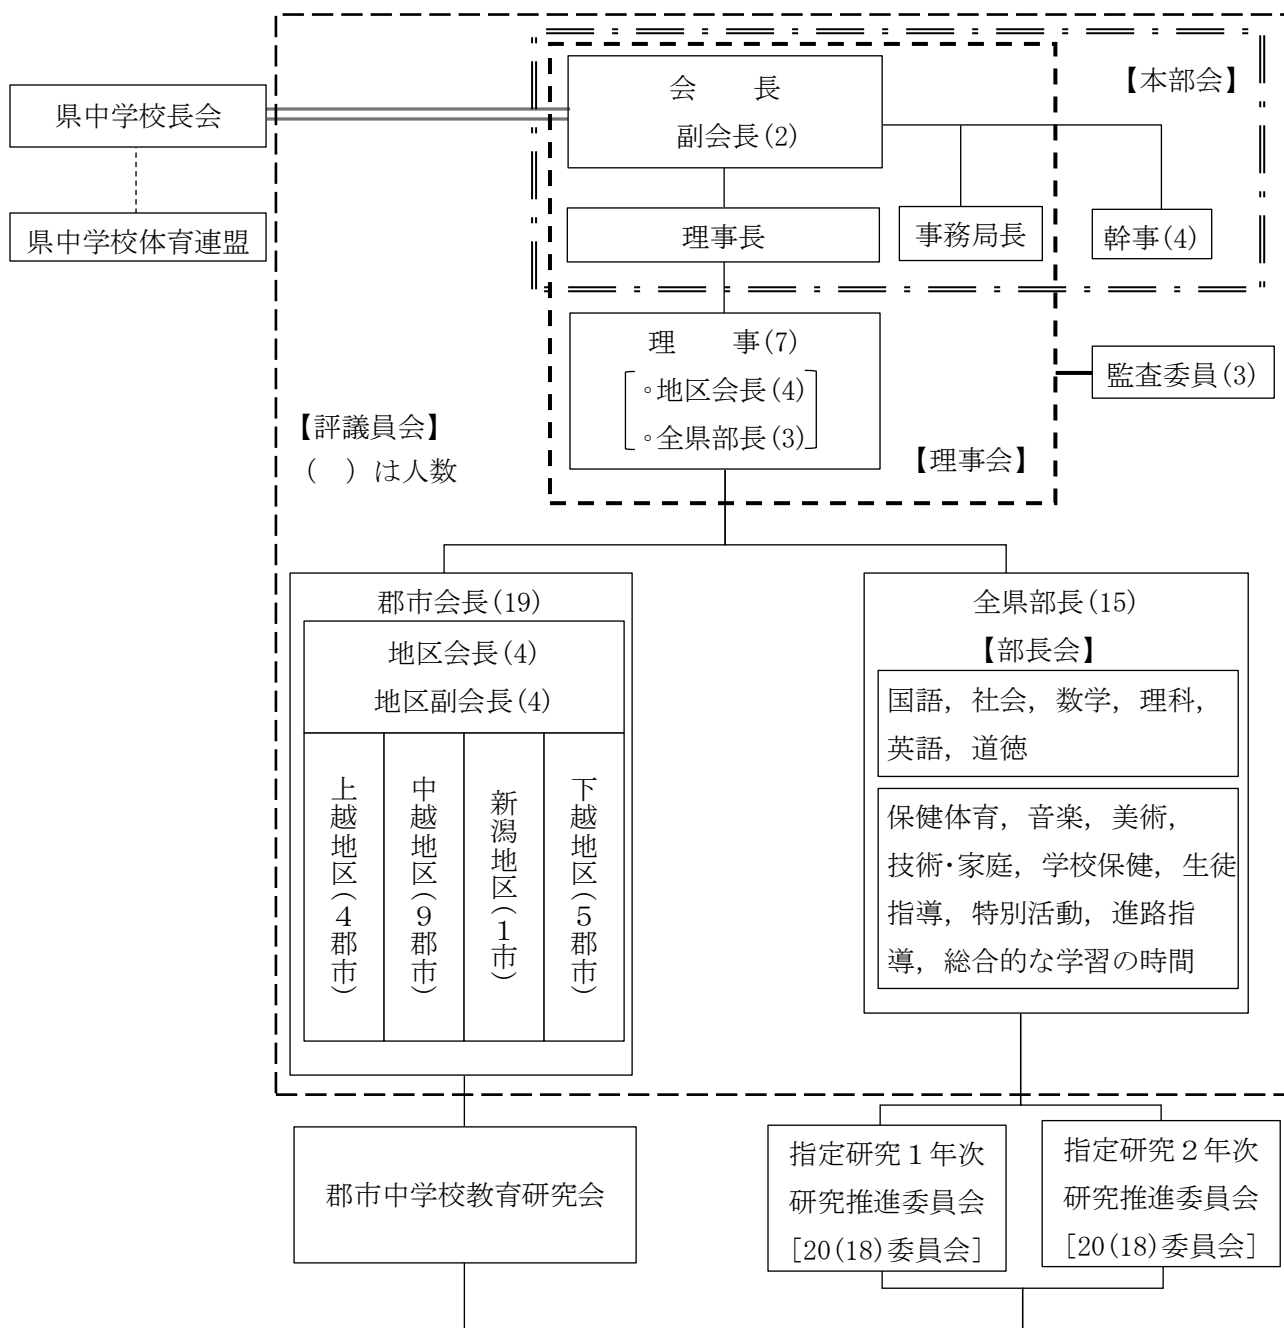 【本部会】
会　　長
副会長(2)
県中学校長会
県中学校体育連盟
理事長
事務局長
幹事(4)
理　　事(7)
◦地区会長(4)
◦全県部長(3)
監査委員(3)
【評議員会】
(　)は人数
【理事会】
郡市会長(19)
地区会長(4)
地区副会長(4)
上越地区(4郡市)
中越地区(9郡市)
新潟地区(1市)
下越地区(5郡市)
全県部長(15)
【部長会】
国語，社会，数学，理科，
英語，道徳
保健体育，音楽，美術，
技術・家庭，学校保健，生徒
指導，特別活動，進路指
導，総合的な学習の時間
郡市中学校教育研究会
指定研究１年次
研究推進委員会
[20(18)委員会]
指定研究２年次
研究推進委員会
[20(18)委員会]